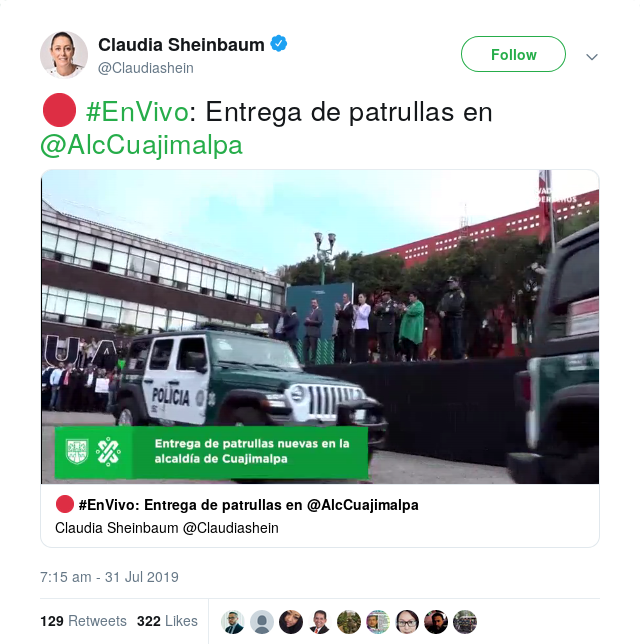 Claudia Sheinbaum
@Claudiashein
Follow
#EnVivo: Entrega de patrullas en
@AlcCuajimalpa
POLICÍA
Entrega de patrullas nuevas en la
alcaldía de Cuajimalpa
#EnVivo: Entrega de patrullas en @AlcCuajimalpa
Claudia Sheinbaum @Claudiashein
7:15 am - 31 Jul 2019
129 Retweets 322 Likes